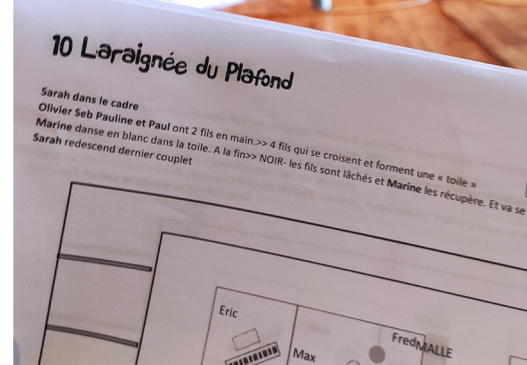 10 Laraignée du Plafond
Sarah dans le cadre
Olivier Seb Pauline et Paul ont 2 fils en main.>> 4 fils qui se croisent et forment une « toile »
Marine danse en blanc dans la toile. A la fin>> NOIR- les fils sont lâchés et Marine les récupère. Et va se
Sarah redescend dernier couplet
Eric
Max
FredMALLE